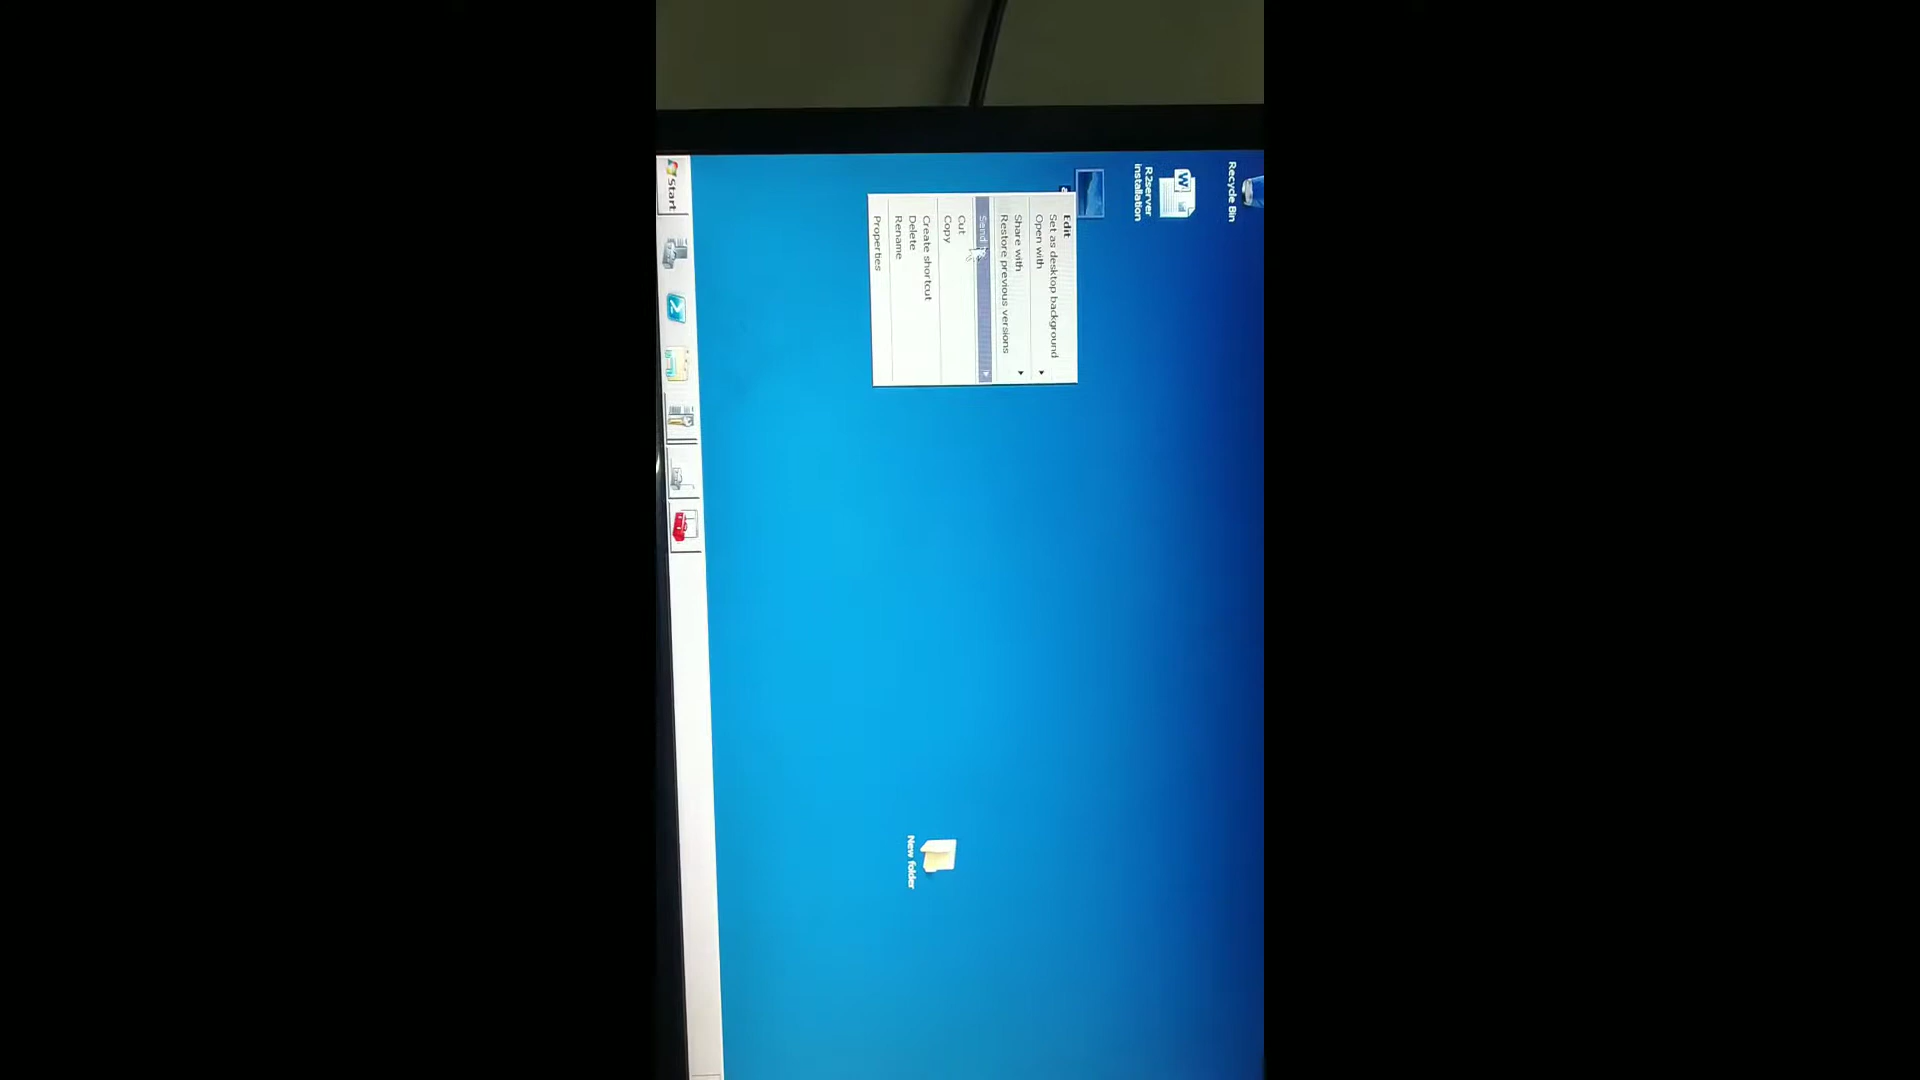 Recycle Bin
R2server
installation
a
Edit
Set as desktop background
Open with
Share with
Restore previous versions
Send
Cut
Copy
Create shortcut
Delete
Rename
Properties
New folder
Start